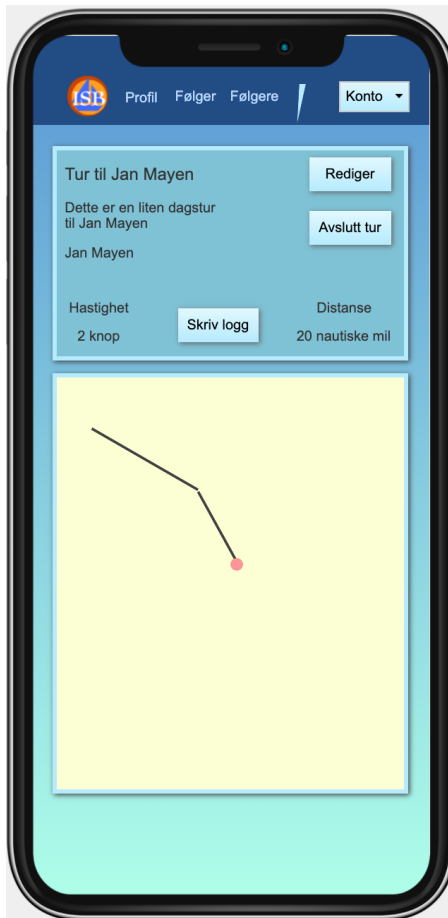 ISB
Profil
Følger
Følgere
Konto
Tur til Jan Mayen
Rediger
Dette er en liten dagstur
til Jan Mayen
Avslutt tur
Jan Mayen
Hastighet
Distanse
Skriv logg
2 knop
20 nautiske mil